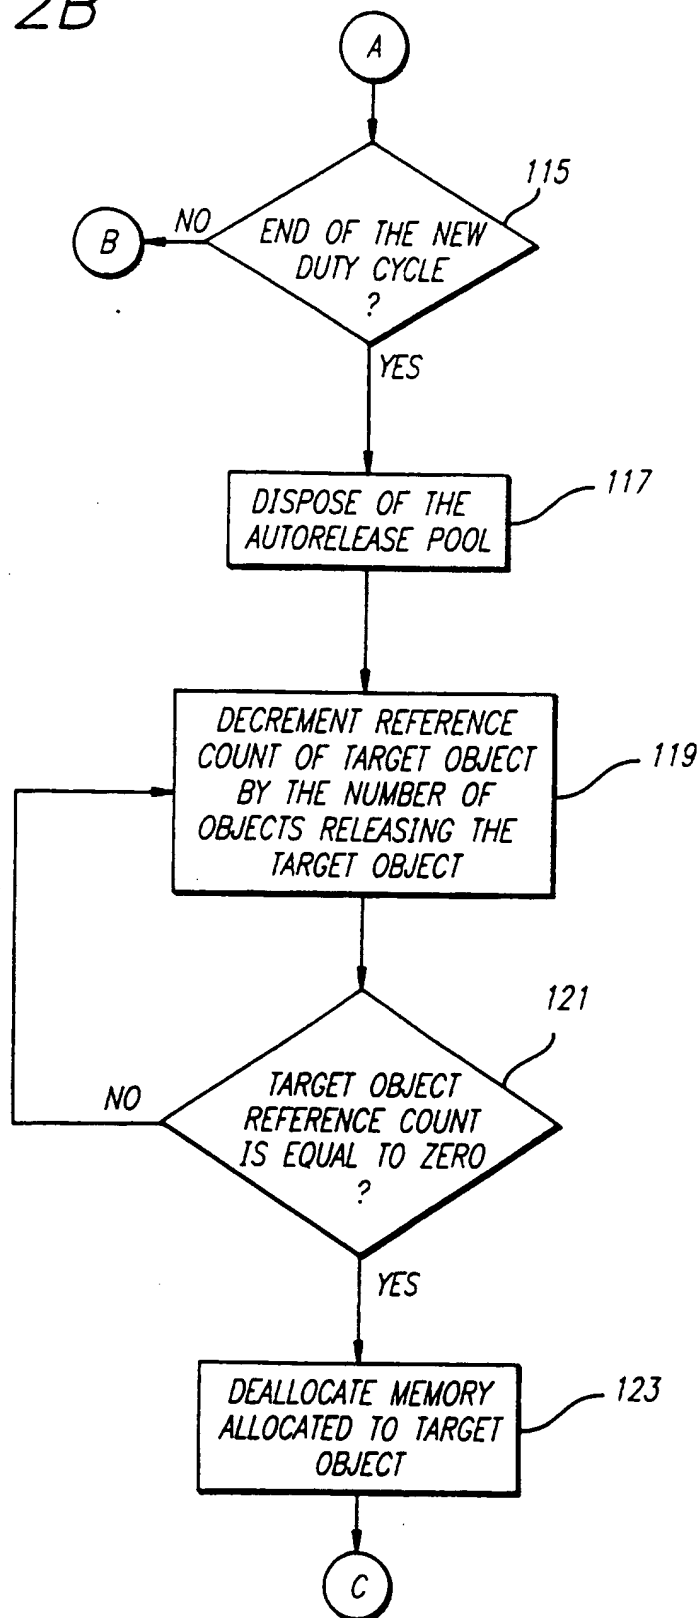 2B
A
115
END OF THE NEW
DUTY CYCLE
?
NO
B
YES
117
DISPOSE OF THE
AUTORELEASE POOL
119
DECREMENT REFERENCE
COUNT OF TARGET OBJECT
BY THE NUMBER OF
OBJECTS RELEASING THE
TARGET OBJECT
121
TARGET OBJECT
REFERENCE COUNT
IS EQUAL TO ZERO
?
NO
YES
123
DEALLOCATE MEMORY
ALLOCATED TO TARGET
OBJECT
C